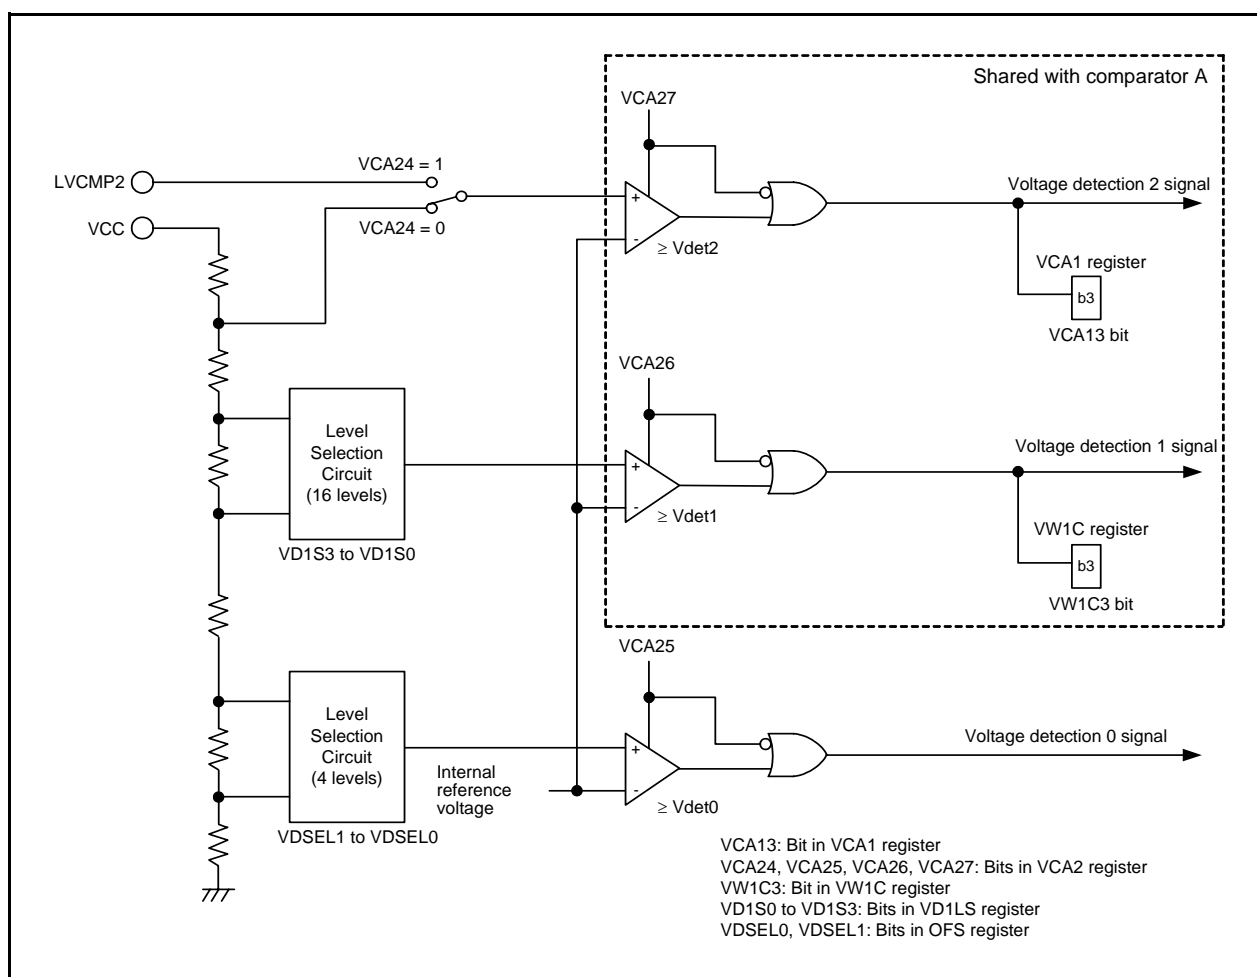 Shared with comparator A
VCA27
VCA24 = 1
LVCMP2
VCC
VCA24 = 0
+
-
≥ Vdet2
Voltage detection 2 signal
VCA1 register
b3
VCA13 bit
VCA26
Level
Selection
Circuit
(16 levels)
VD1S3 to VD1S0
+
-
≥ Vdet1
Voltage detection 1 signal
VW1C register
b3
VW1C3 bit
VCA25
Level
Selection
Circuit
(4 levels)
VDSEL1 to VDSEL0
Internal
reference
voltage
+
-
≥ Vdet0
Voltage detection 0 signal
VCA13: Bit in VCA1 register
VCA24, VCA25, VCA26, VCA27: Bits in VCA2 register
VW1C3: Bit in VW1C register
VD1S0 to VD1S3: Bits in VD1LS register
VDSEL0, VDSEL1: Bits in OFS register